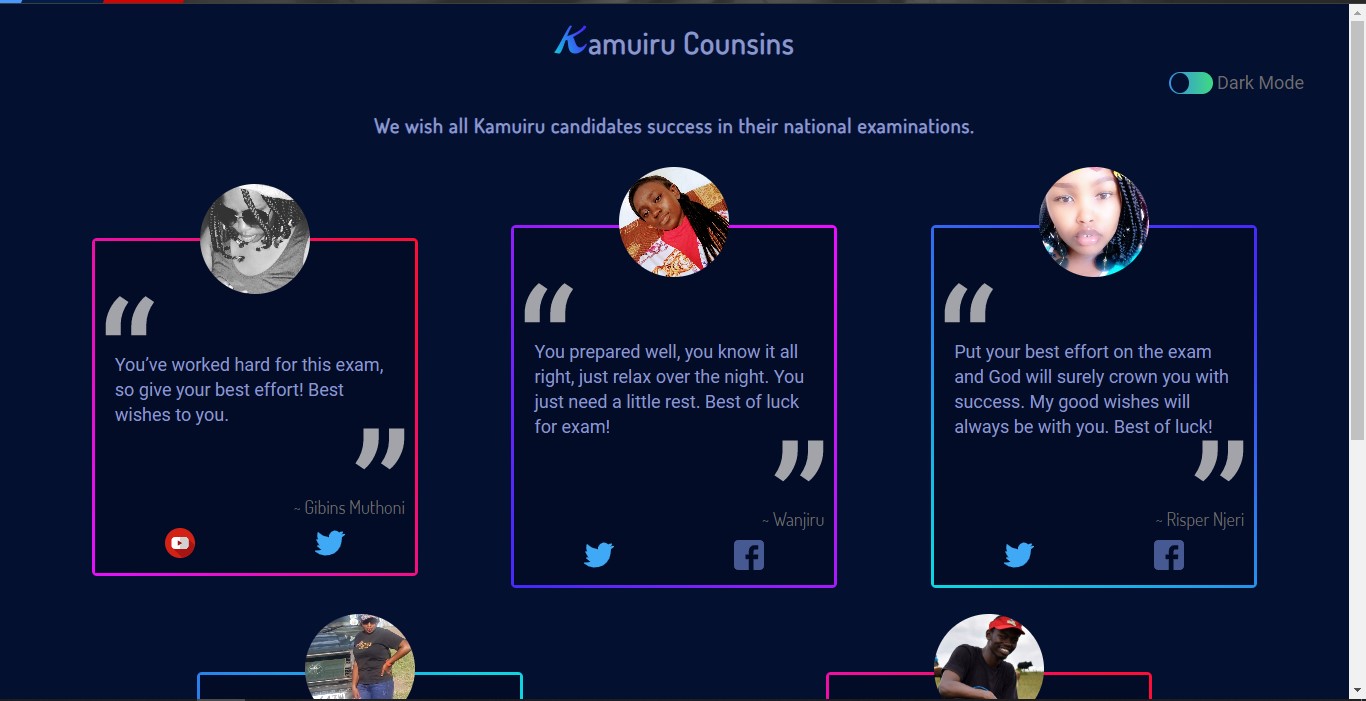 Kamuiru Counsins
Dark Mode
We wish all Kamuiru candidates success in their national examinations.
“
You’ve worked hard for this exam,
so give your best effort! Best
wishes to you.
”
~ Gibins Muthoni
“
You prepared well, you know it all
right, just relax over the night. You
just need a little rest. Best of luck
for exam!
”
~ Wanjiru
“
Put your best effort on the exam
and God will surely crown you with
success. My good wishes will
always be with you. Best of luck!
”
~ Risper Njeri